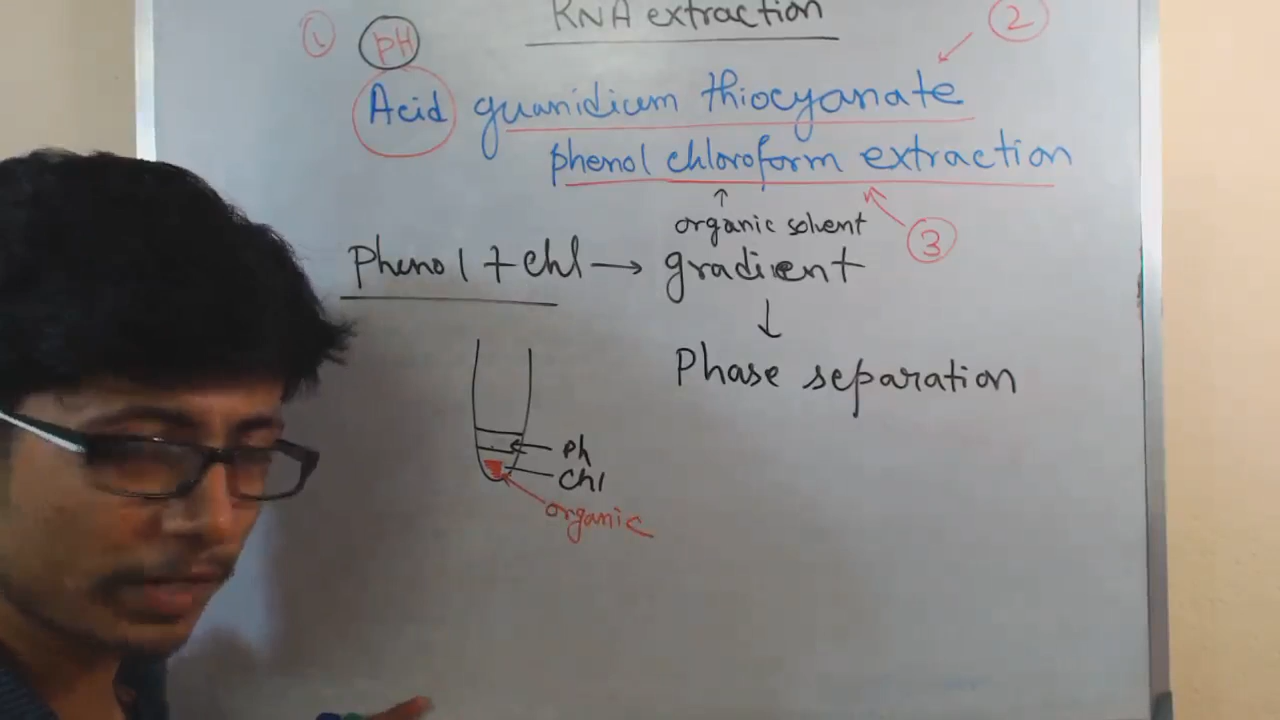 RNA extraction
1 pH 2
Acid guanidium thiocyanate
phenol chloroform extraction
organic solvent 3
Phenol + chl → gradient
↓
Phase separation
Ph
Chl
organic